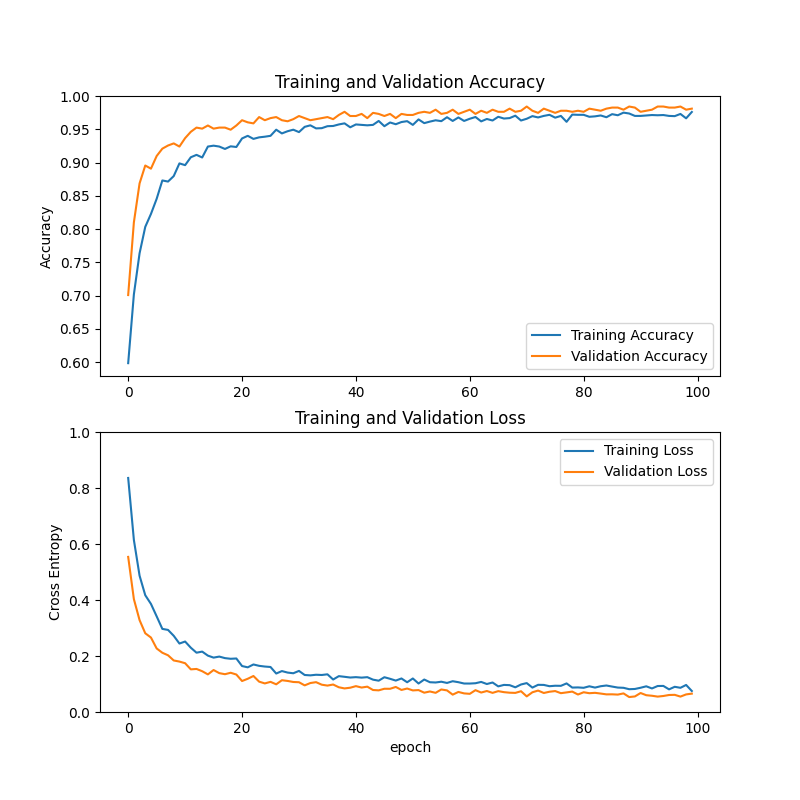 Training and Validation Accuracy
1.00
0.95
0.90
0.85
0.80
0.75
0.70
0.65
0.60
Accuracy
Training Accuracy
Validation Accuracy
0 20 40 60 80 100
Training and Validation Loss
1.0
0.8
0.6
0.4
0.2
0.0
Cross Entropy
Training Loss
Validation Loss
0 20 40 60 80 100
epoch